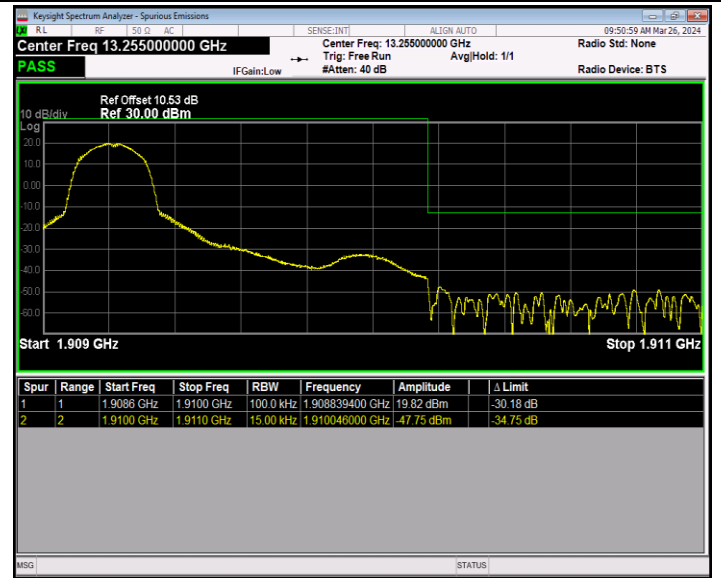 Keysight Spectrum Analyzer - Spurious Emissions
RL RF 50 Ω AC SENSE:INT ALIGN AUTO 09:50:59 AM Mar 26, 2024
Center Freq 13.255000000 GHz Center Freq: 13.255000000 GHz Radio Std: None
Trig: Free Run Avg|Hold: 1/1
PASS IFGain:Low #Atten: 40 dB Radio Device: BTS
Ref Offset 10.53 dB
10 dB/div Ref 30.00 dBm
Log
20.0
10.0
0.00
-10.0
-20.0
-30.0
-40.0
-50.0
-60.0
Start 1.909 GHz Stop 1.911 GHz
Spur Range Start Freq Stop Freq RBW Frequency Amplitude Δ Limit
1 1 1.9086 GHz 1.9100 GHz 100.0 kHz 1.908839400 GHz 19.82 dBm -30.18 dB
2 2 1.9100 GHz 1.9110 GHz 15.00 kHz 1.910046000 GHz -47.75 dBm -34.75 dB
MSG STATUS